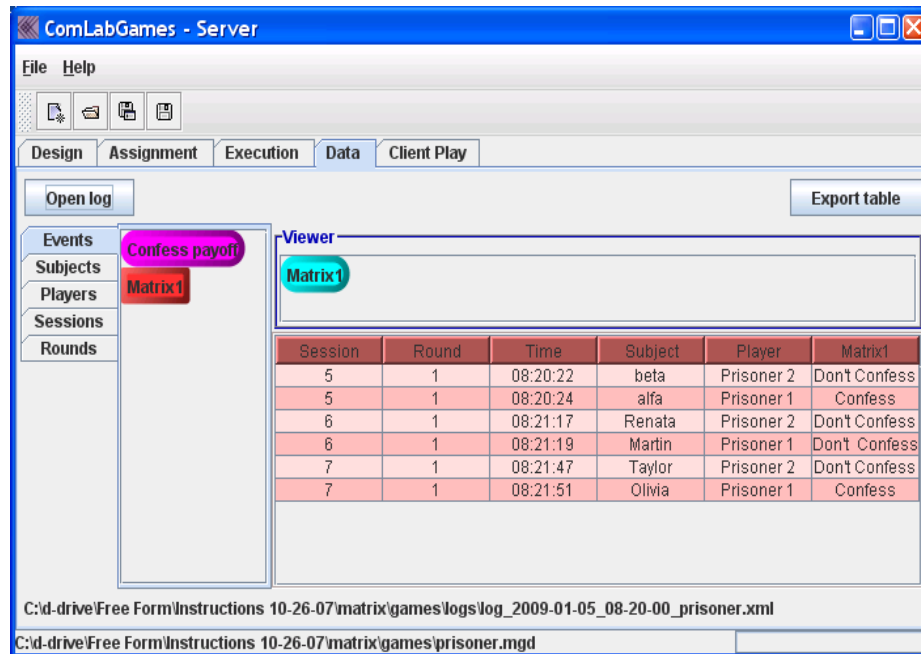 ComLabGames - Server
File Help
Design Assignment Execution Data Client Play
Open log Export table
Events
Subjects
Players
Sessions
Rounds
Confess payoff
Matrix1
Viewer
Matrix1
Session Round Time Subject Player Matrix1
5 1 08:20:22 beta Prisoner 2 Don't Confess
5 1 08:20:24 alfa Prisoner 1 Confess
6 1 08:21:17 Renata Prisoner 2 Don't Confess
6 1 08:21:19 Martin Prisoner 1 Don't Confess
7 1 08:21:47 Taylor Prisoner 2 Don't Confess
7 1 08:21:51 Olivia Prisoner 1 Confess
C:\d-drive\Free Form\Instructions 10-26-07\matrix\games\logs\log_2009-01-05_08-20-00_prisoner.xml
C:\d-drive\Free Form\Instructions 10-26-07\matrix\games\prisoner.mgd